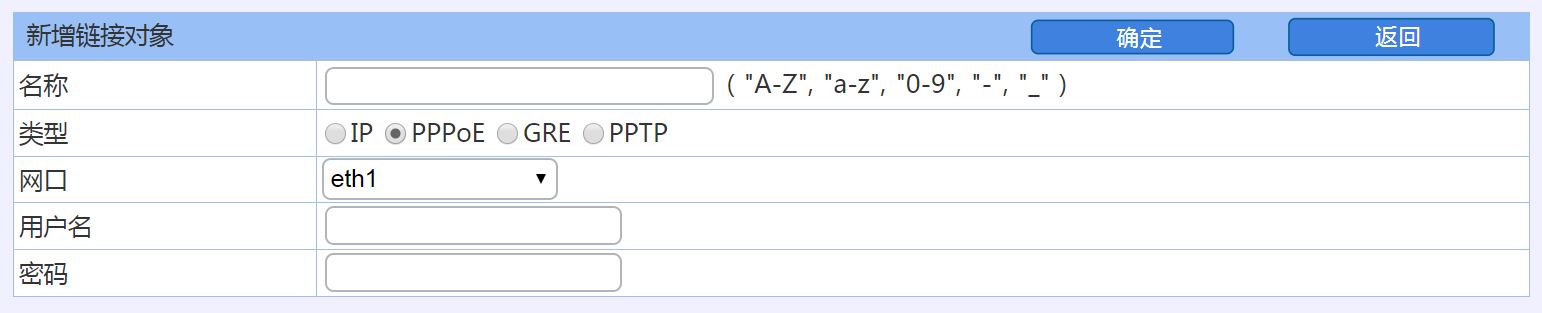 新增链接对象 确定 返回
名称 ( "A-Z", "a-z", "0-9", "-", "_" )
类型 IP PPPoE GRE PPTP
网口 eth1
用户名
密码